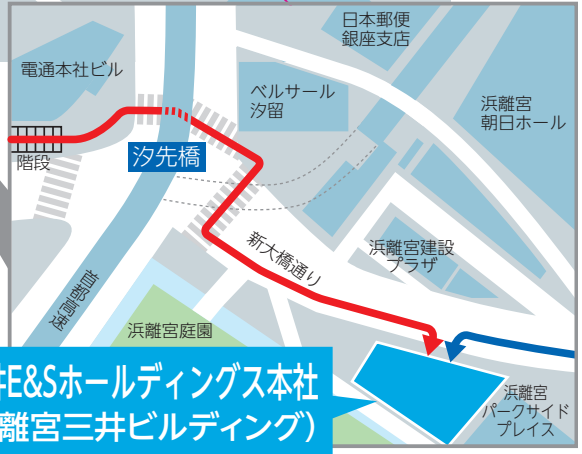 日本郵便
銀座支店
電通本社ビル
ベルサール
汐留
浜離宮
朝日ホール
汐先橋
階段
新大橋通り
浜離宮建設
プラザ
首都高速
浜離宮庭園
E&Sホールディングス本社
離宮三井ビルディング)
浜離宮
パークサイド
プレイス